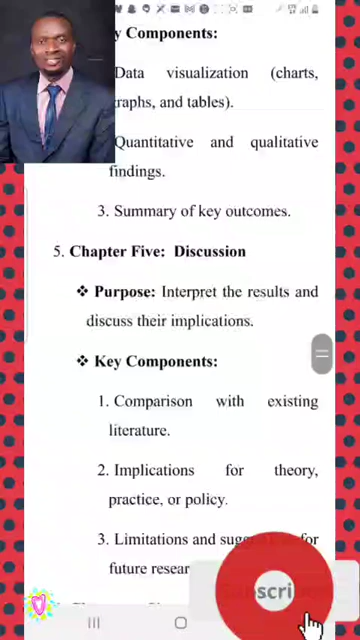 y Components:
Data visualization (charts,
graphs, and tables).
Quantitative and qualitative
findings.
3. Summary of key outcomes.
5. Chapter Five: Discussion
❖ Purpose: Interpret the results and
discuss their implications.
❖ Key Components:
1. Comparison with existing
literature.
2. Implications for theory,
practice, or policy.
3. Limitations and for
future